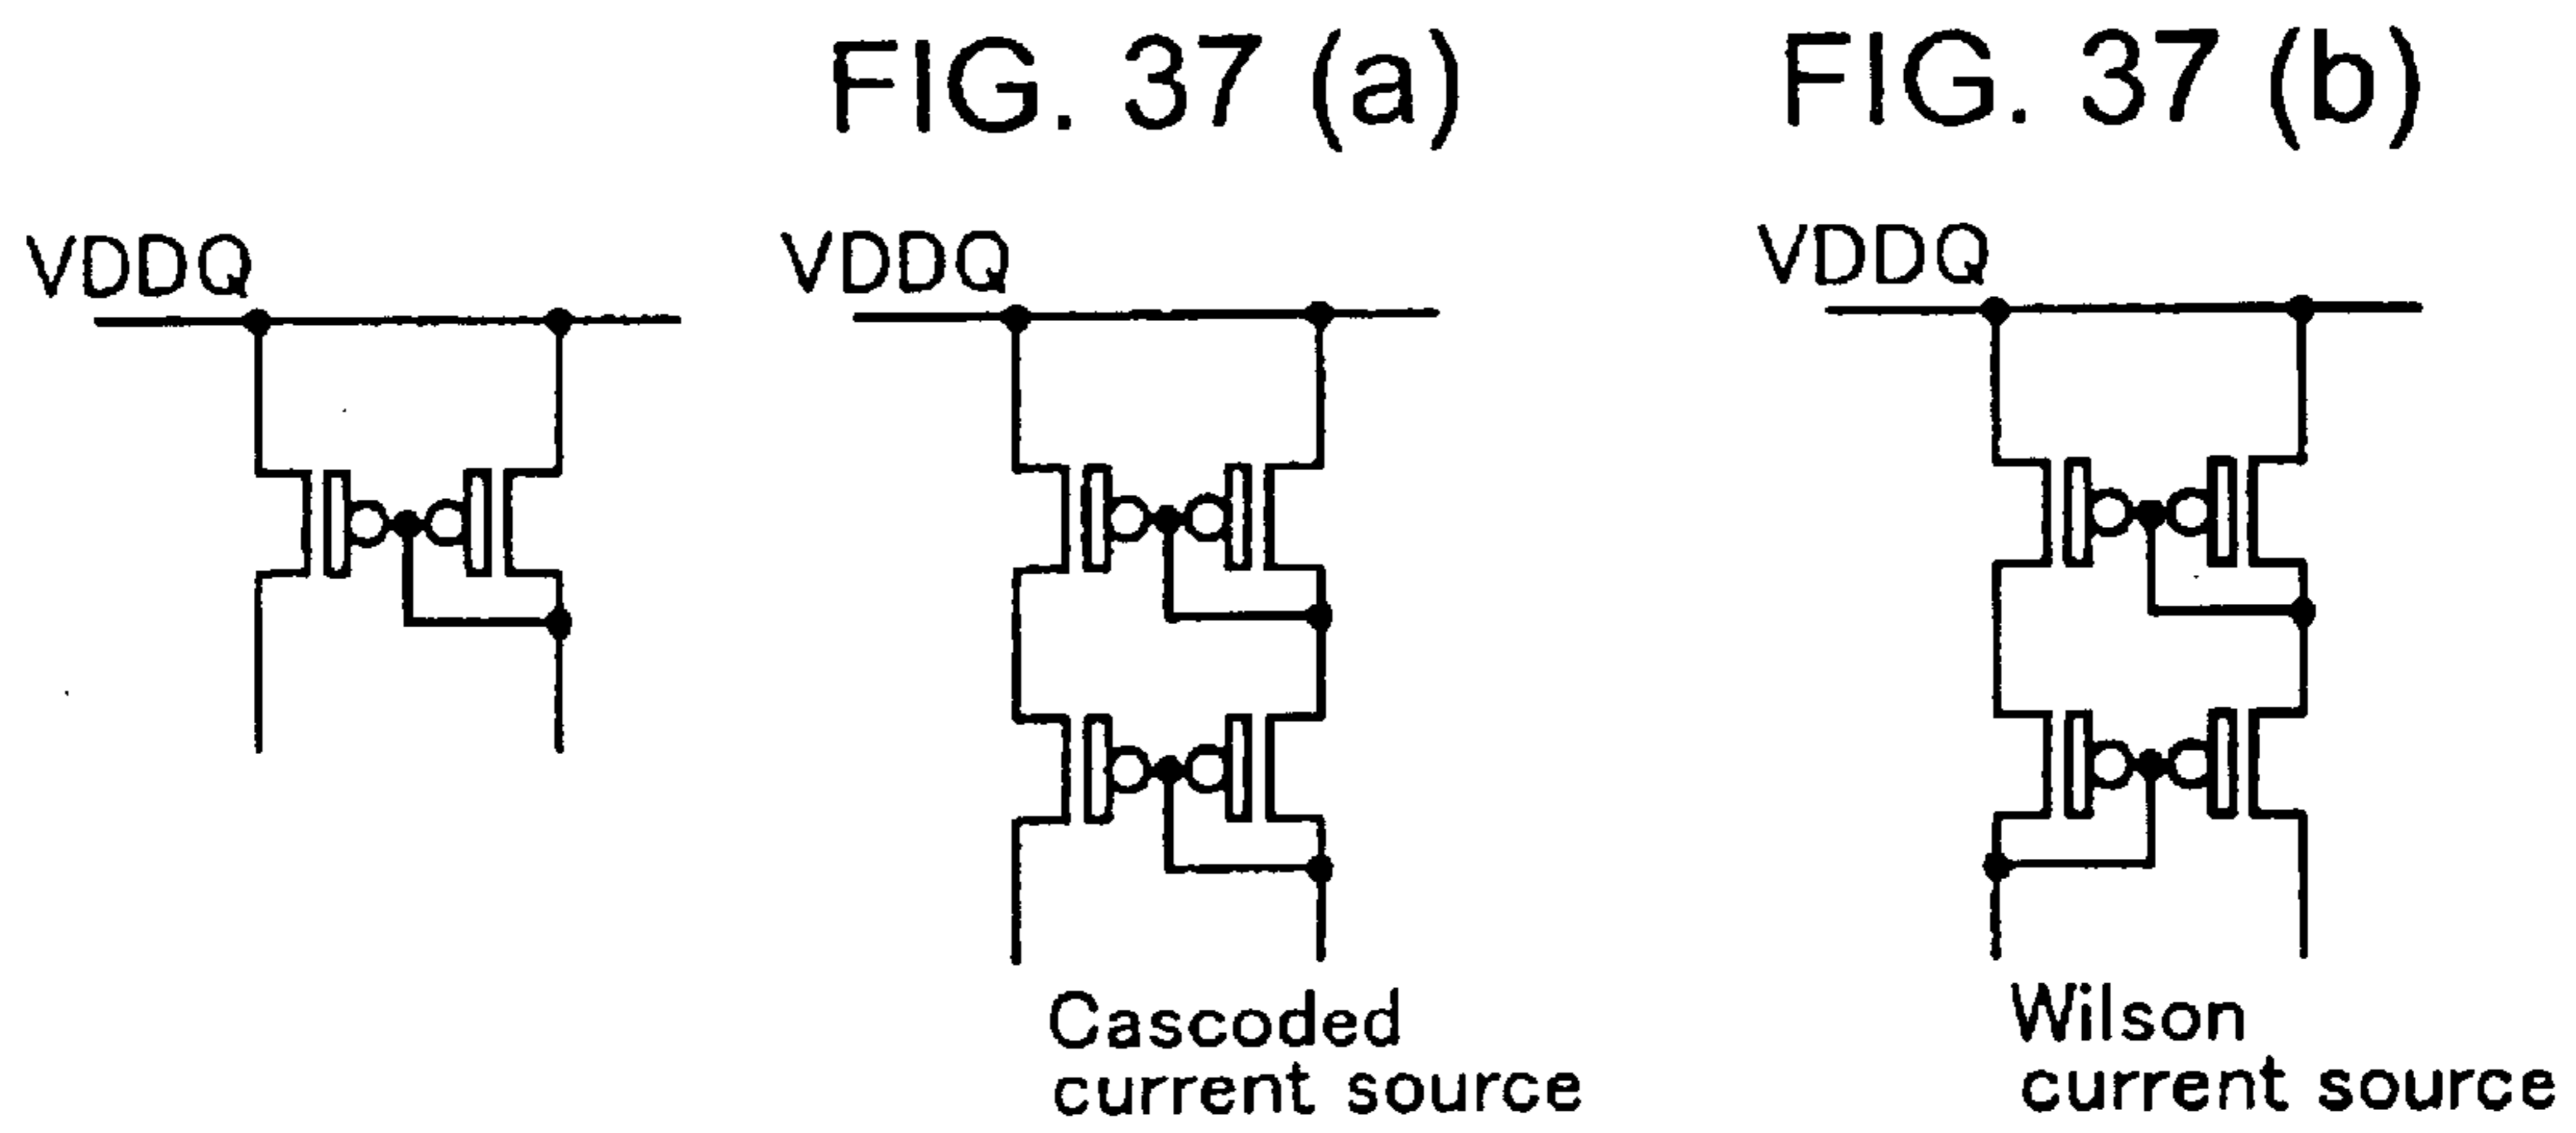 FIG. 37 (a)
FIG. 37 (b)
VDDQ
VDDQ
VDDQ
Cascoded
current source
Wilson
current source